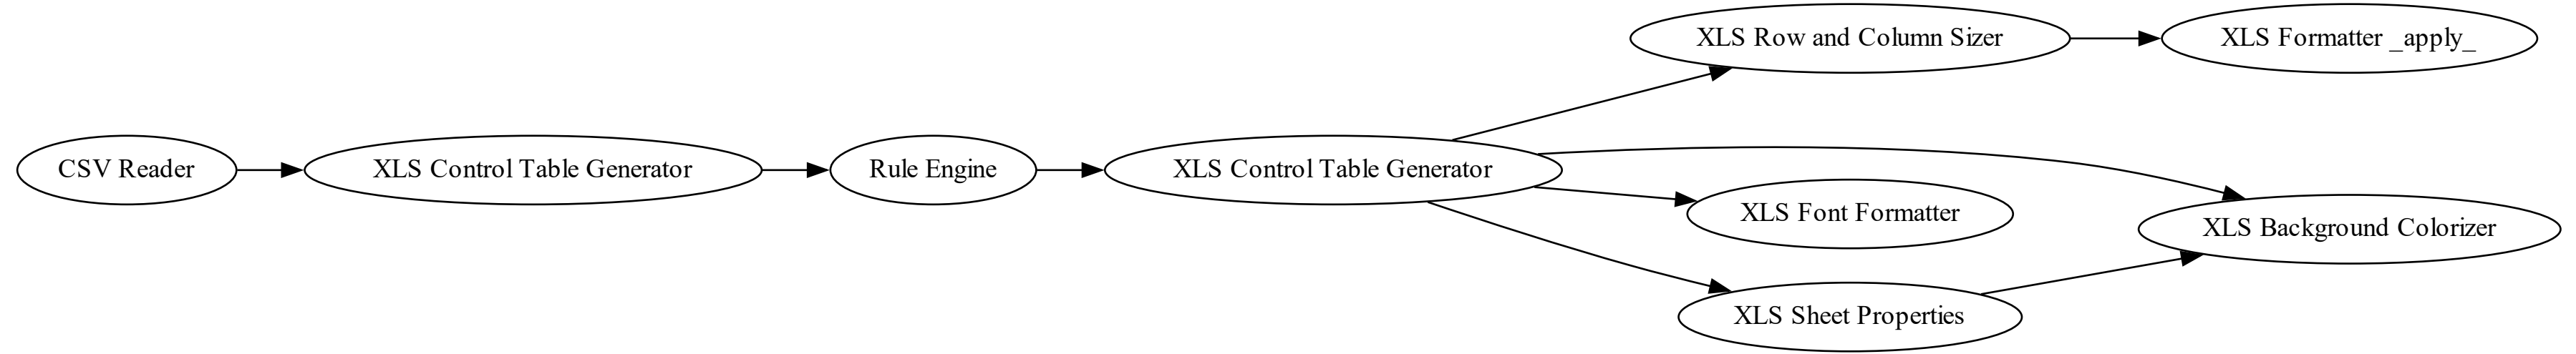 CSV Reader
XLS Control Table Generator
Rule Engine
XLS Control Table Generator
XLS Row and Column Sizer
XLS Formatter _apply_
XLS Font Formatter
XLS Background Colorizer
XLS Sheet Properties